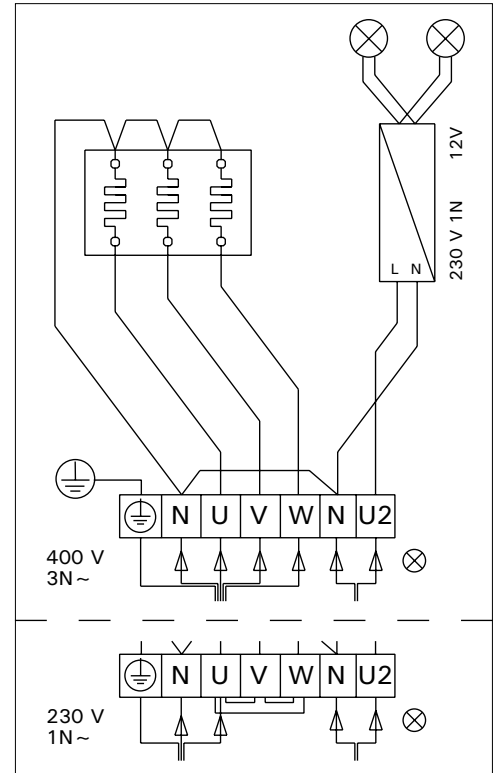 12V
230 V 1N
L N
N U V W N U2
400 V
3N~
N U V W N U2
230 V
1N~